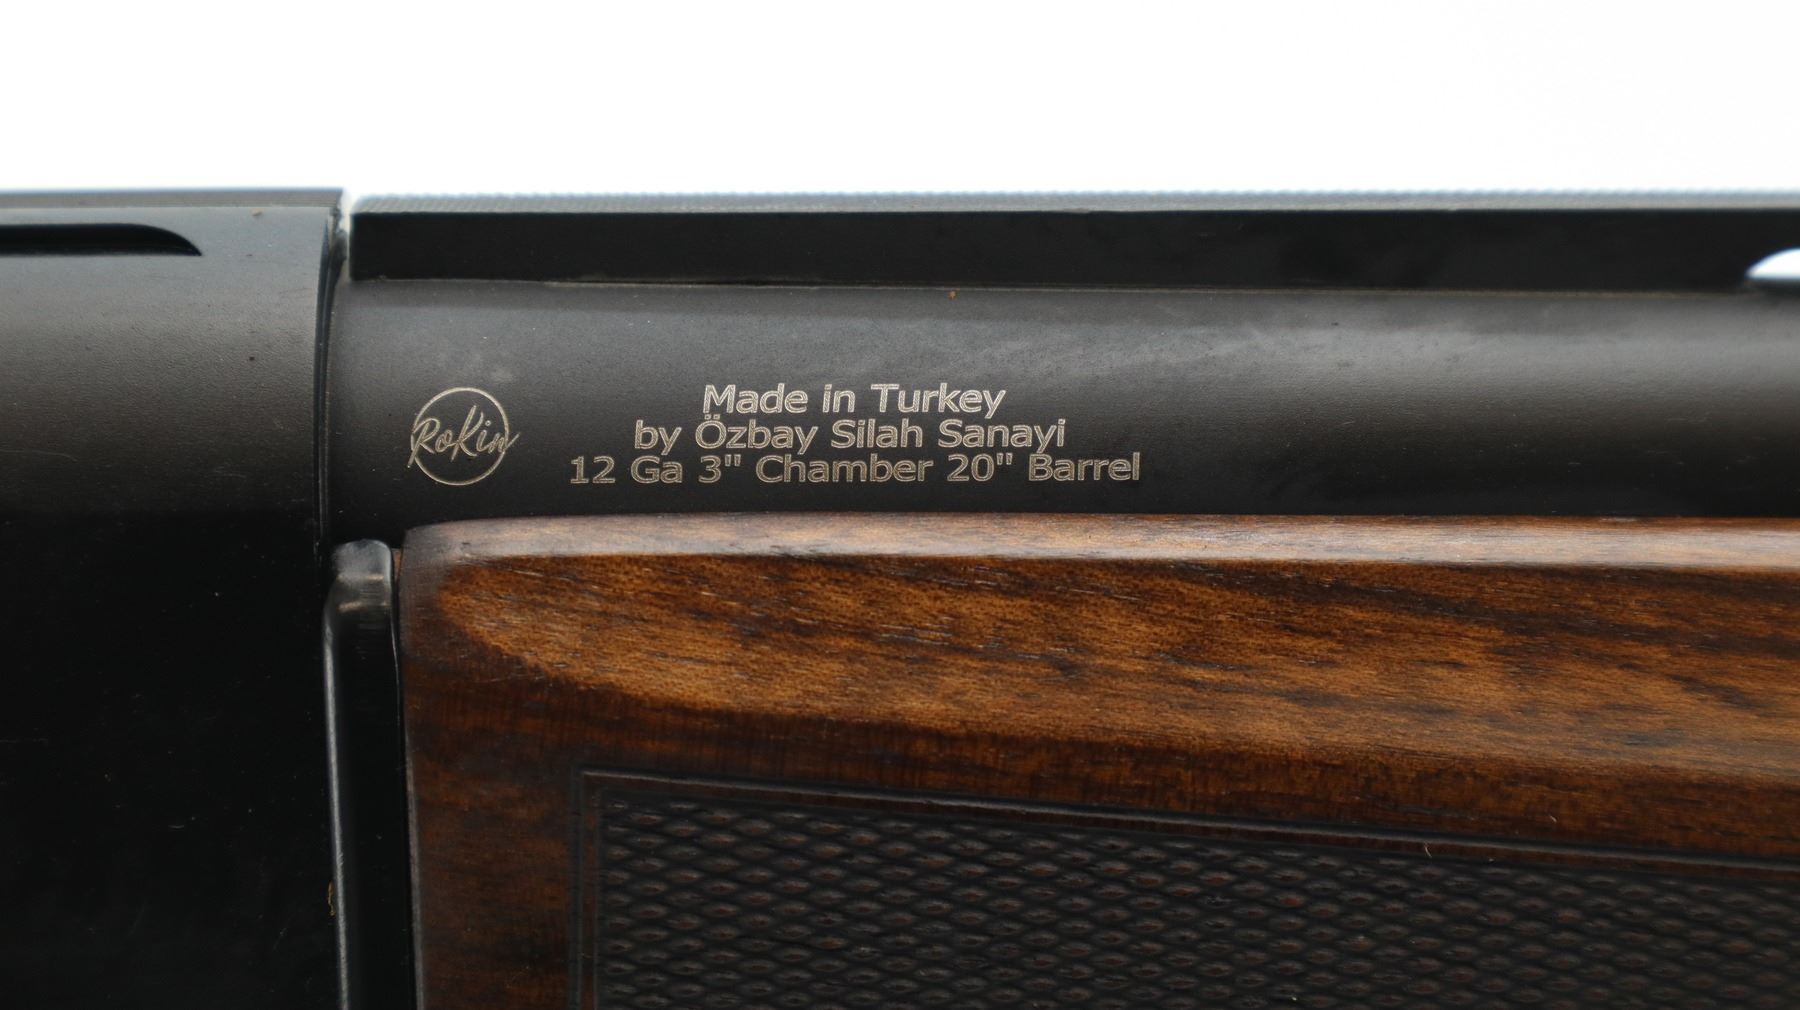 RoKin
Made in Turkey
by Özbay Silah Sanayi
12 Ga 3" Chamber 20" Barrel